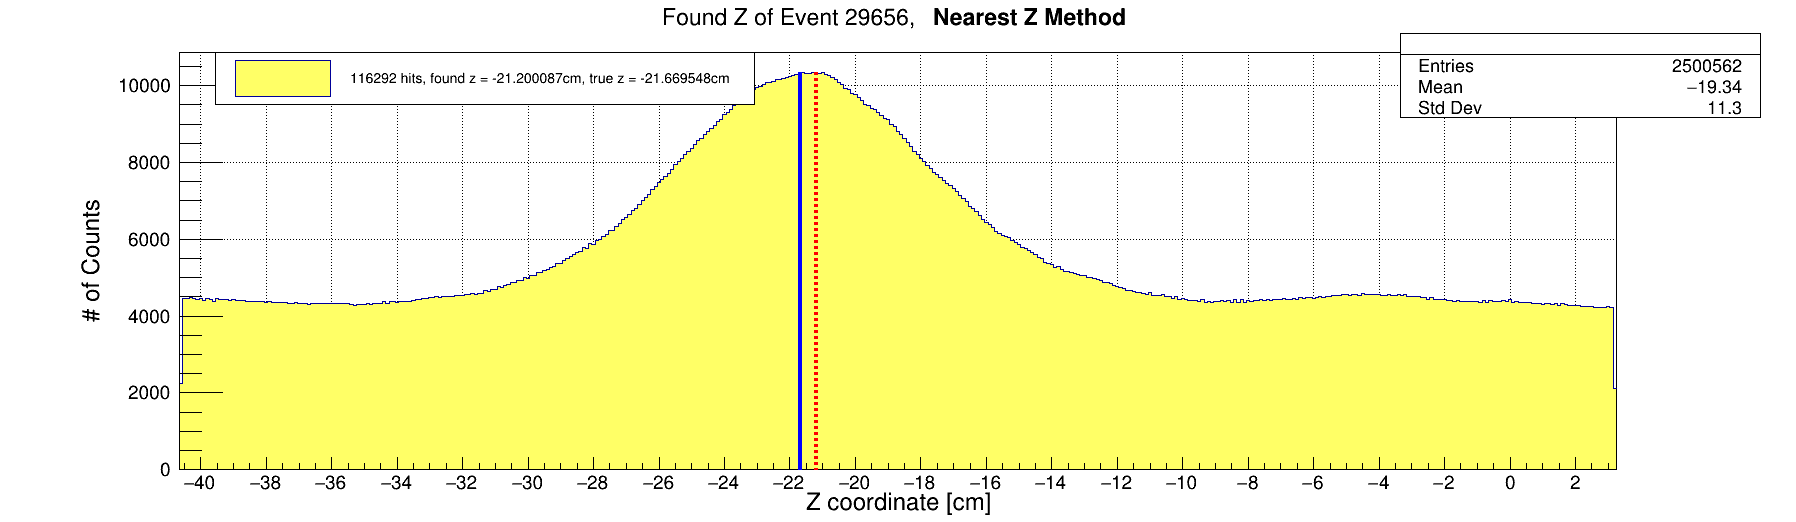 Found Z of Event 29656, Nearest Z Method
116292 hits, found z = -21.200087cm, true z = -21.669548cm
Entries 2500562
Mean −19.34
Std Dev 11.3
# of Counts
10000
8000
6000
4000
2000
0
−40 −38 −36 −34 −32 −30 −28 −26 −24 −22 −20 −18 −16 −14 −12 −10 −8 −6 −4 −2 0 2
Z coordinate [cm]